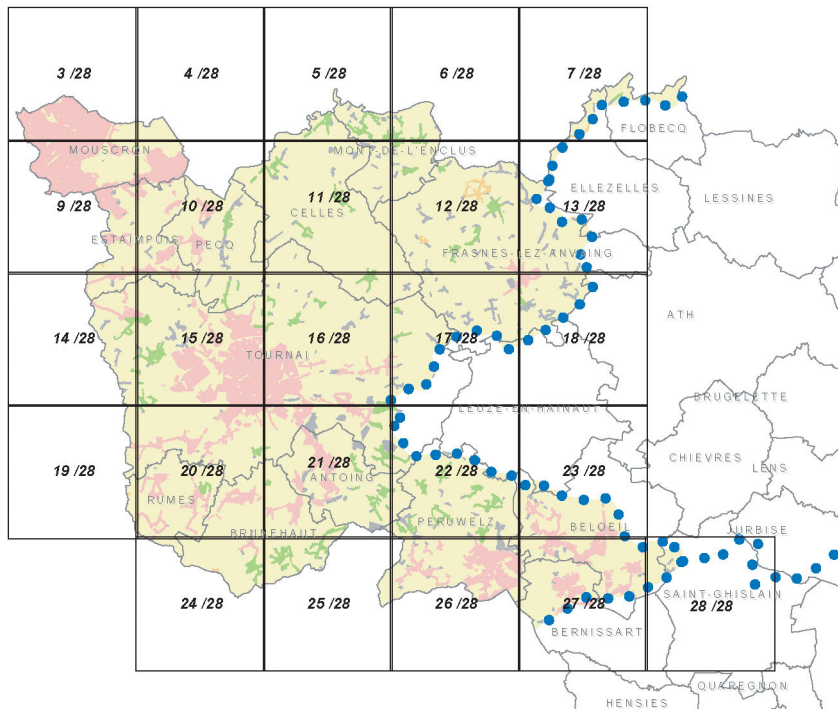 3 /28
4 /28
5 /28
6 /28
7 /28
FLOBECQ
MOUSCRON
MONT-DE-L'ENCLUS
ELLEZELLES
LESSINES
9 /28
10 /28
11 /28
12 /28
13 /28
CELLES
ESTAIMPUIS
PECQ
FRASNES-LEZ-ANVAING
ATH
14 /28
15 /28
16 /28
17 /28
18 /28
TOURNAI
BRUGELETTE
LEUZE-EN-HAINAUT
CHIEVRES
LENS
19 /28
20 /28
21 /28
22 /28
23 /28
ANTOING
RUMES
PERUWELZ
BELOEIL
BRUNEHAUT
JURBISE
SAINT-GHISLAIN
24 /28
25 /28
26 /28
27 /28
28 /28
BERNISSART
QUAREGNON
HENSIES